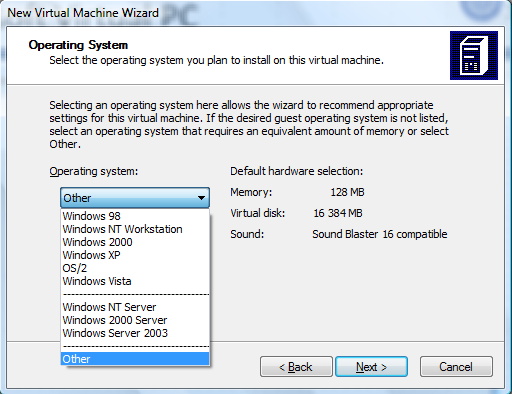 New Virtual Machine Wizard
Operating System
Select the operating system you plan to install on this virtual machine.
Selecting an operating system here allows the wizard to recommend appropriate
settings for this virtual machine. If the desired guest operating system is not listed,
select an operating system that requires an equivalent amount of memory or select
Other.
Operating system:
Other
Windows 98
Windows NT Workstation
Windows 2000
Windows XP
OS/2
Windows Vista
Windows NT Server
Windows 2000 Server
Windows Server 2003
Other
Default hardware selection:
Memory: 128 MB
Virtual disk: 16 384 MB
Sound: Sound Blaster 16 compatible
< Back
Next >
Cancel